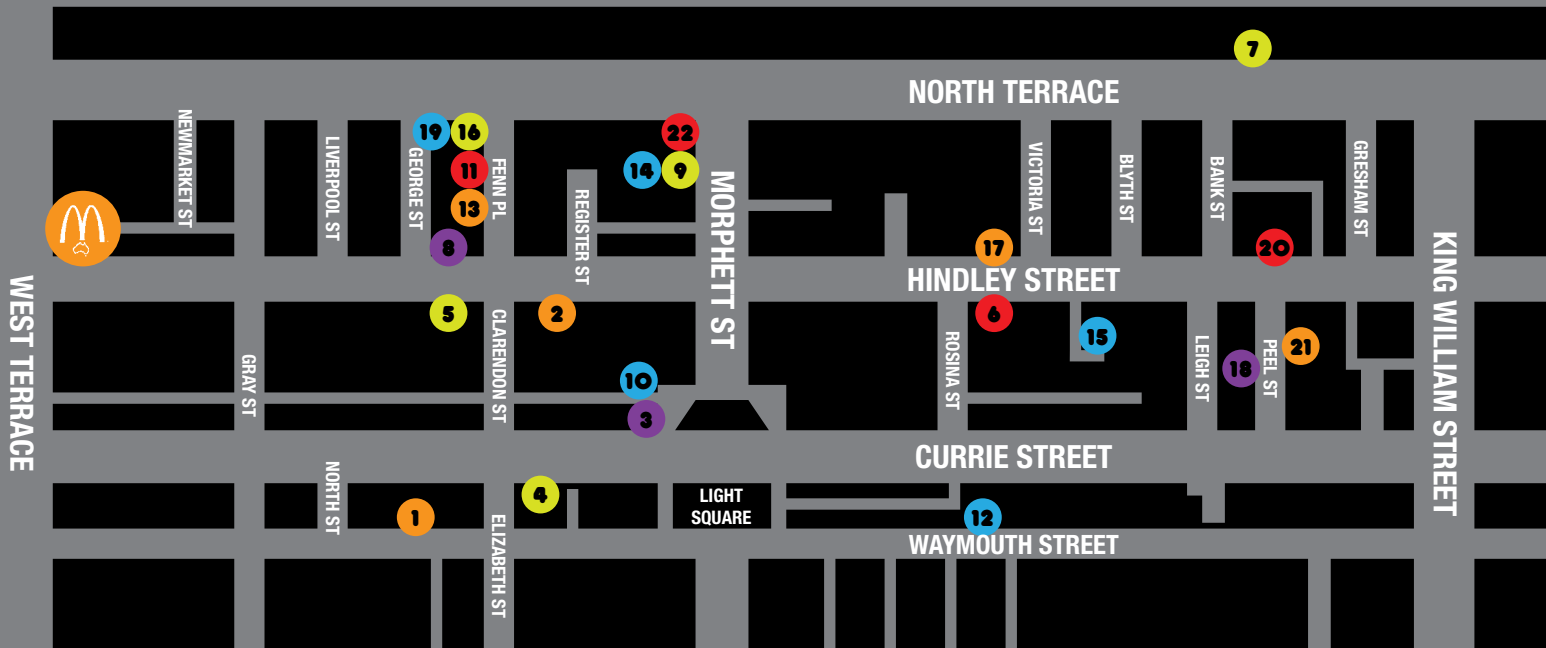 7
NORTH TERRACE
NEWMARKET ST
LIVERPOOL ST
GEORGE ST
19
16
11
13
8
FENN PL
REGISTER ST
22
14
9
MORPHETT ST
VICTORIA ST
BLYTH ST
BANK ST
GRESHAM ST
17
20
HINDLEY STREET
WEST TERRACE
KING WILLIAM STREET
5
2
6
15
GRAY ST
CLARENDON ST
10
3
ROSINA ST
LEIGH ST
18
PEEL ST
21
CURRIE STREET
NORTH ST
1
ELIZABETH ST
4
LIGHT
SQUARE
12
WAYMOUTH STREET